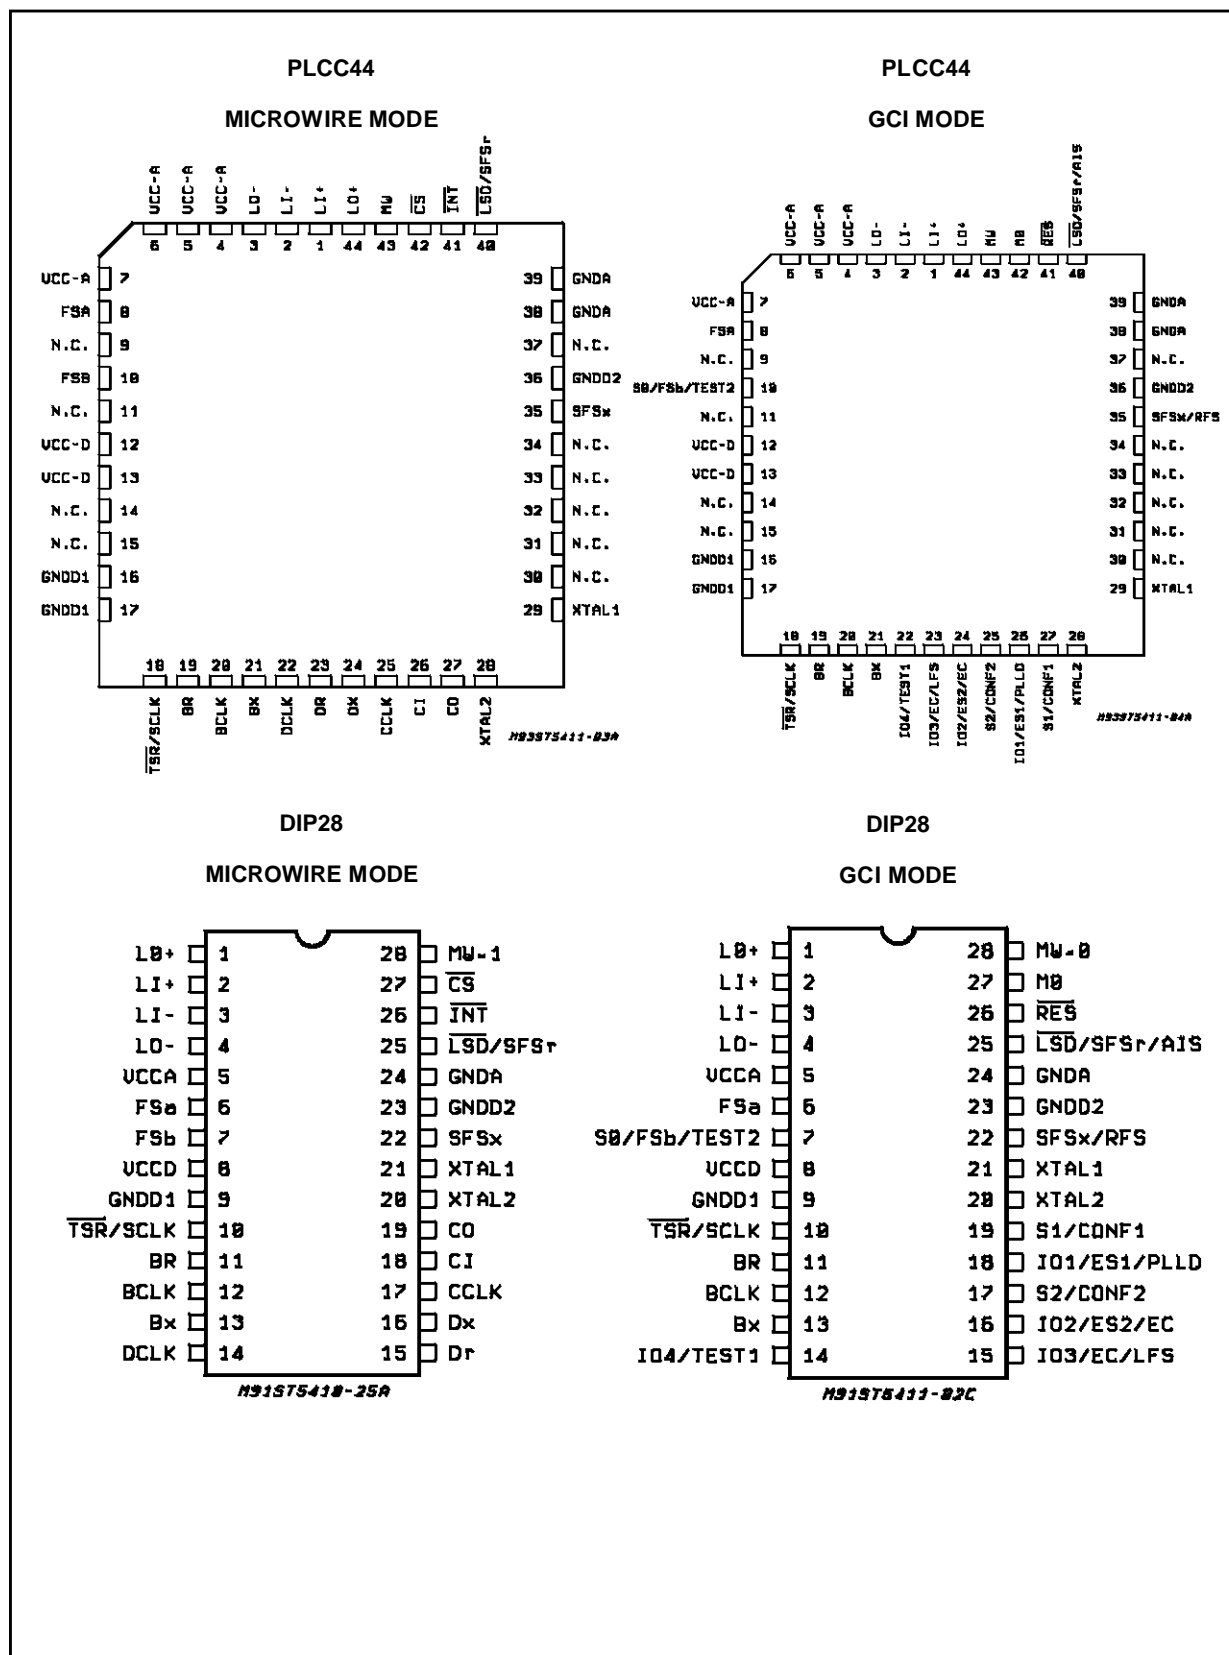 PLCC44
MICROWIRE MODE
VCC-A
VCC-A
VCC-A
LO-
LI-
LI+
LO+
MW
CS
INT
LSD/SFSr
6 5 4 3 2 1 44 43 42 41 40
VCC-A 7
FSA 8
N.C. 9
FSB 10
N.C. 11
VCC-D 12
VCC-D 13
N.C. 14
N.C. 15
GNDD1 16
GNDD1 17
39 GNDA
38 GNDA
37 N.C.
36 GNDD2
35 SFSx
34 N.C.
33 N.C.
32 N.C.
31 N.C.
30 N.C.
29 XTAL1
18 19 20 21 22 23 24 25 26 27 28
TSR/SCLK
BR
BCLK
BX
DCLK
DR
DX
CCLK
CI
CO
XTAL2
M93ST5411-03A
PLCC44
GCI MODE
VCC-A
VCC-A
VCC-A
LO-
LI-
LI+
LO+
MW
M0
RES
LSD/SFSr/AIS
6 5 4 3 2 1 44 43 42 41 40
VCC-A 7
FSA 8
N.C. 9
S0/FSb/TEST2 10
N.C. 11
VCC-D 12
VCC-D 13
N.C. 14
N.C. 15
GNDD1 16
GNDD1 17
39 GNDA
38 GNDA
37 N.C.
36 GNDD2
35 SFSx/RFS
34 N.C.
33 N.C.
32 N.C.
31 N.C.
30 N.C.
29 XTAL1
18 19 20 21 22 23 24 25 26 27 28
TSR/SCLK
BR
BCLK
BX
IO4/TEST1
IO3/EC/LFS
IO2/ES2/EC
S2/CONF2
IO1/ES1/PLLD
S1/CONF1
XTAL2
M93ST5411-04A
DIP28
MICROWIRE MODE
L0+ 1 28 MW-1
LI+ 2 27 CS
LI- 3 26 INT
LO- 4 25 LSD/SFSr
VCCA 5 24 GNDA
FSa 6 23 GNDD2
FSb 7 22 SFSx
VCCD 8 21 XTAL1
GNDD1 9 20 XTAL2
TSR/SCLK 10 19 CO
BR 11 18 CI
BCLK 12 17 CCLK
Bx 13 16 Dx
DCLK 14 15 Dr
M91ST5410-25A
DIP28
GCI MODE
L0+ 1 28 MW-0
LI+ 2 27 M0
LI- 3 26 RES
LO- 4 25 LSD/SFSr/AIS
VCCA 5 24 GNDA
FSa 6 23 GNDD2
S0/FSb/TEST2 7 22 SFSx/RFS
VCCD 8 21 XTAL1
GNDD1 9 20 XTAL2
TSR/SCLK 10 19 S1/CONF1
BR 11 18 IO1/ES1/PLLD
BCLK 12 17 S2/CONF2
Bx 13 16 IO2/ES2/EC
IO4/TEST1 14 15 IO3/EC/LFS
M91ST5411-02C